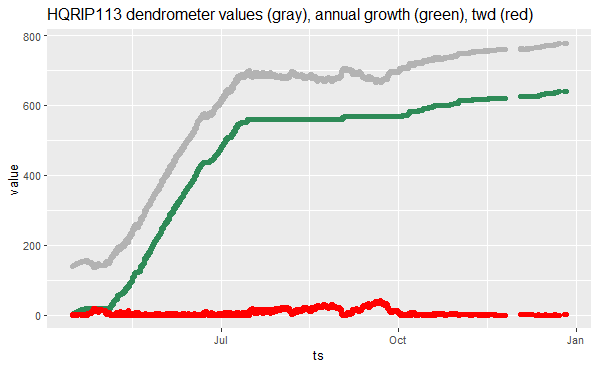 HQRIP113 dendrometer values (gray), annual growth (green), twd (red)
800
600
400
200
0
value
Jul
Oct
Jan
ts